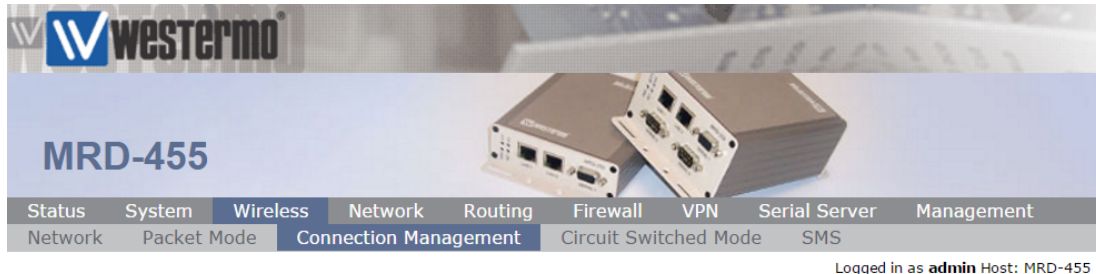 westermo
MRD-455
Status System Wireless Network Routing Firewall VPN Serial Server Management
Network Packet Mode Connection Management Circuit Switched Mode SMS
Logged in as admin Host: MRD-455